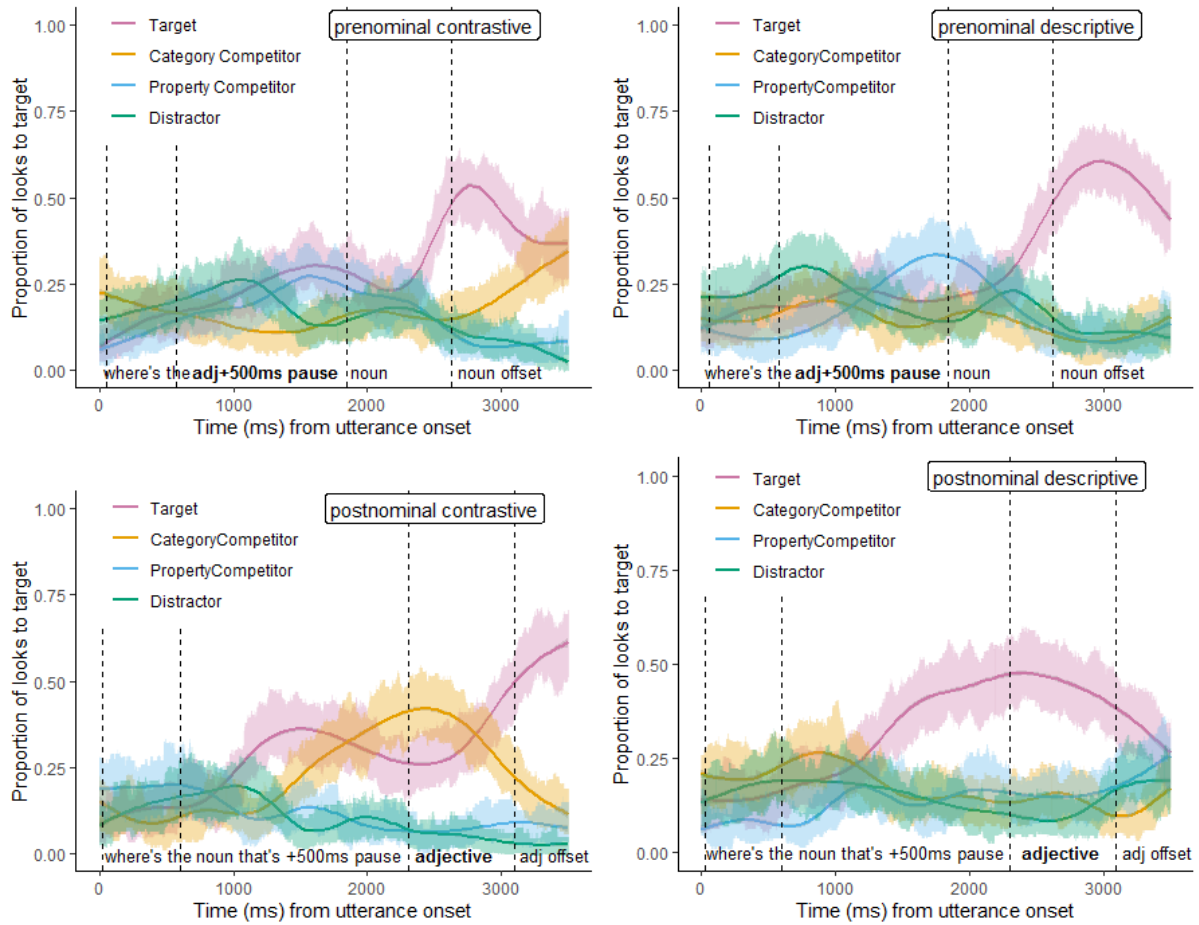 prenominal contrastive
Target
Category Competitor
Property Competitor
Distractor
Proportion of looks to target
1.00
0.75
0.50
0.25
0.00
where's the adj+500ms pause noun noun offset
0 1000 2000 3000
Time (ms) from utterance onset
prenominal descriptive
Target
CategoryCompetitor
PropertyCompetitor
Distractor
Proportion of looks to target
1.00
0.75
0.50
0.25
0.00
where's the adj+500ms pause noun noun offset
0 1000 2000 3000
Time (ms) from utterance onset
postnominal contrastive
Target
CategoryCompetitor
PropertyCompetitor
Distractor
Proportion of looks to target
1.00
0.75
0.50
0.25
0.00
where's the noun that's +500ms pause adjective adj offset
0 1000 2000 3000
Time (ms) from utterance onset
postnominal descriptive
Target
CategoryCompetitor
PropertyCompetitor
Distractor
Proportion of looks to target
1.00
0.75
0.50
0.25
0.00
where's the noun that's +500ms pause adjective adj offset
0 1000 2000 3000
Time (ms) from utterance onset